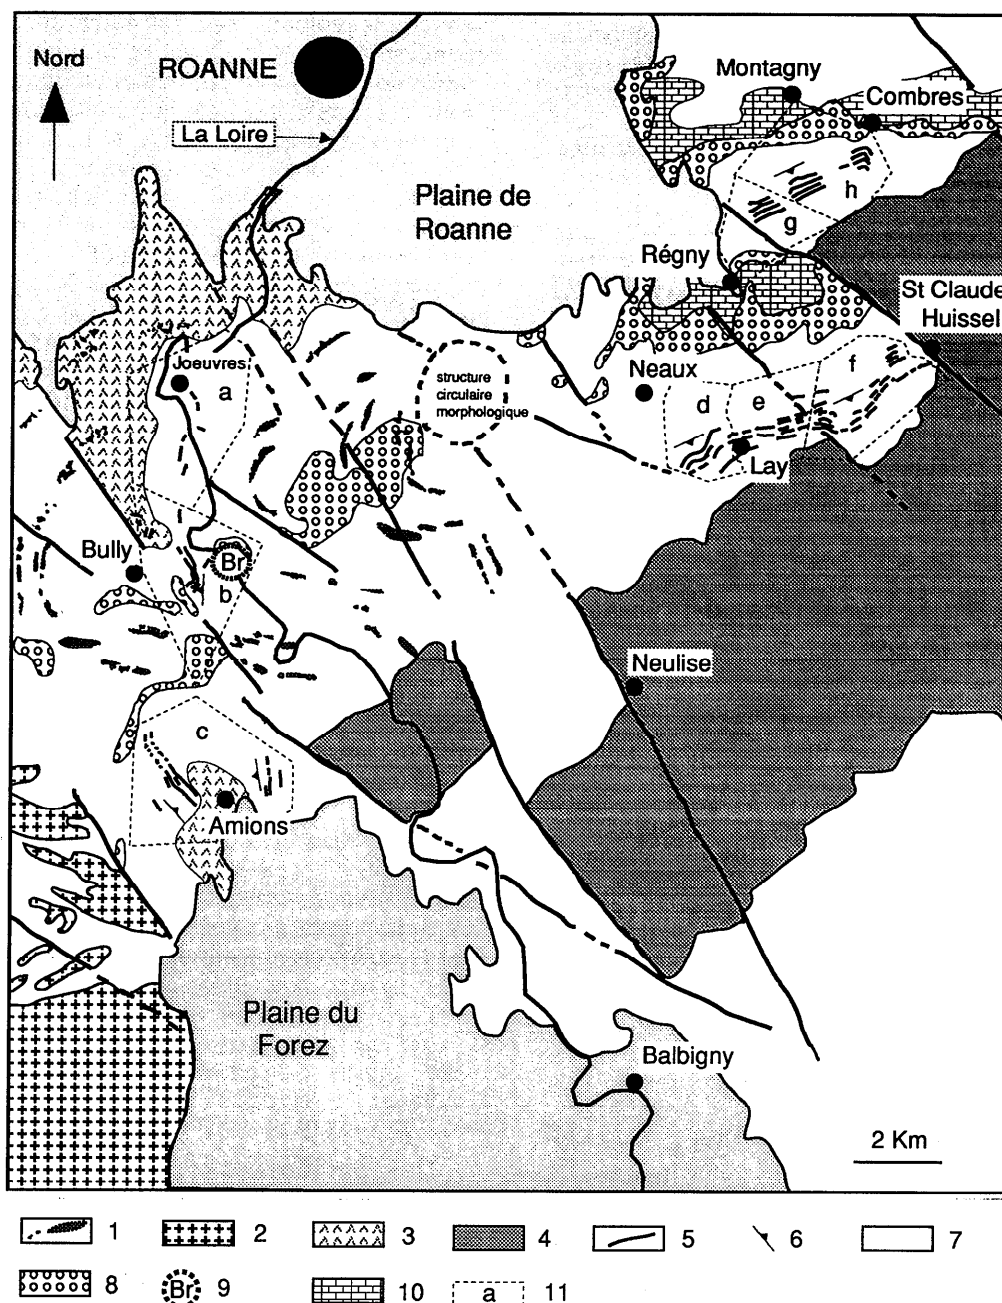 Nord
ROANNE
La Loire
Plaine de
Roanne
Montagny
Combres
h
g
Régny
St Claude
Huissel
Joeuvres
a
structure
circulaire
morphologique
Neaux
d
e
f
Lay
Bully
Br
b
Neulise
c
Amions
Plaine du
Forez
Balbigny
2 Km
1
2
3
4
5
6
7
8
Br 9
10
a 11